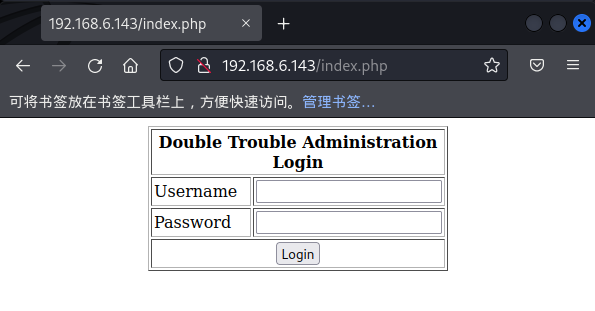 192.168.6.143/index.php
192.168.6.143/index.php
可将书签放在书签工具栏上，方便快速访问。管理书签…
Double Trouble Administration
Login
Username
Password
Login